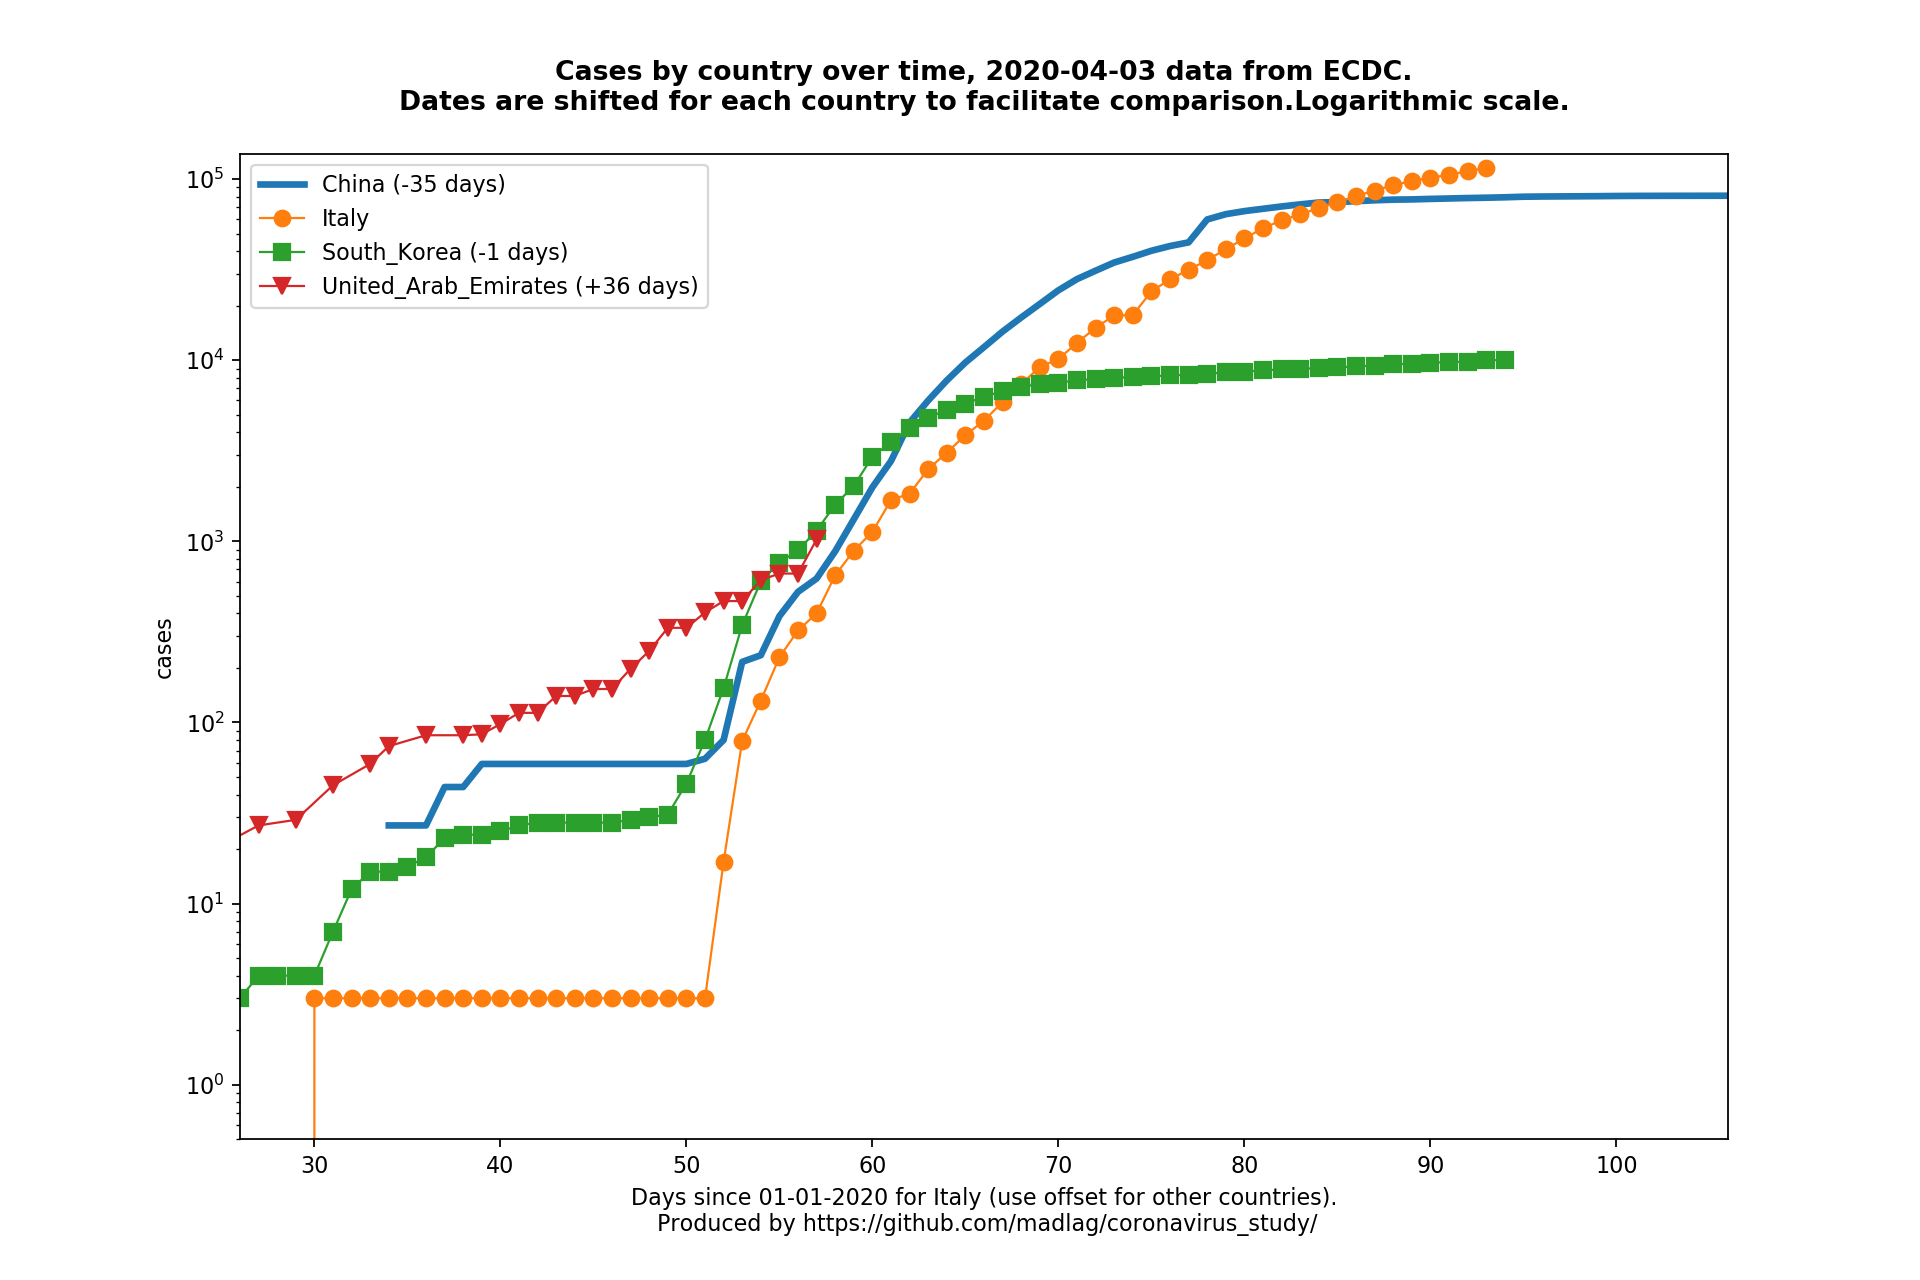 Cases by country over time, 2020-04-03 data from ECDC.
Dates are shifted for each country to facilitate comparison.Logarithmic scale.
China (-35 days)
Italy
South_Korea (-1 days)
United_Arab_Emirates (+36 days)
10^5
10^4
10^3
10^2
10^1
10^0
cases
30 40 50 60 70 80 90 100
Days since 01-01-2020 for Italy (use offset for other countries).
Produced by https://github.com/madlag/coronavirus_study/